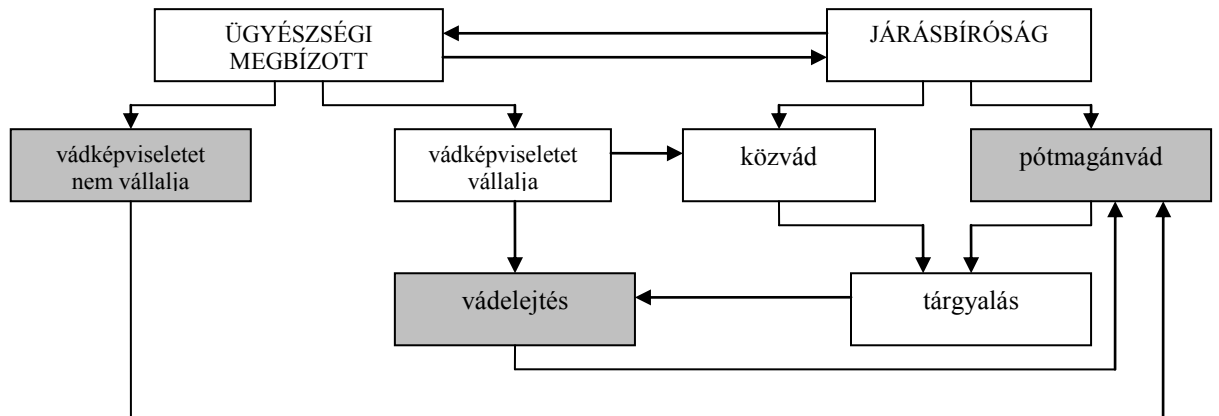 ÜGYÉSZSÉGI
MEGBÍZOTT
JÁRÁSBÍRÓSÁG
vádképviseletet
nem vállalja
vádképviseletet
vállalja
közvád
pótmagánvád
vádelejtés
tárgyalás